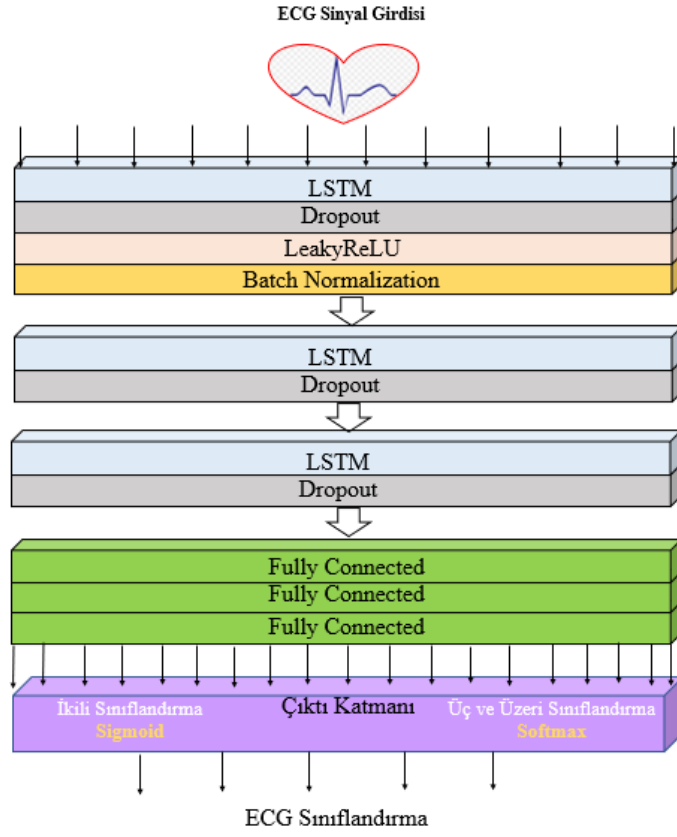 ECG Sinyal Girdisi
LSTM
Dropout
LeakyReLU
Batch Normalization
LSTM
Dropout
LSTM
Dropout
Fully Connected
Fully Connected
Fully Connected
İkili Sınıflandırma
Sigmoid
Çıktı Katmanı
Üç ve Üzeri Sınıflandırma
Softmax
ECG Sınıflandırma